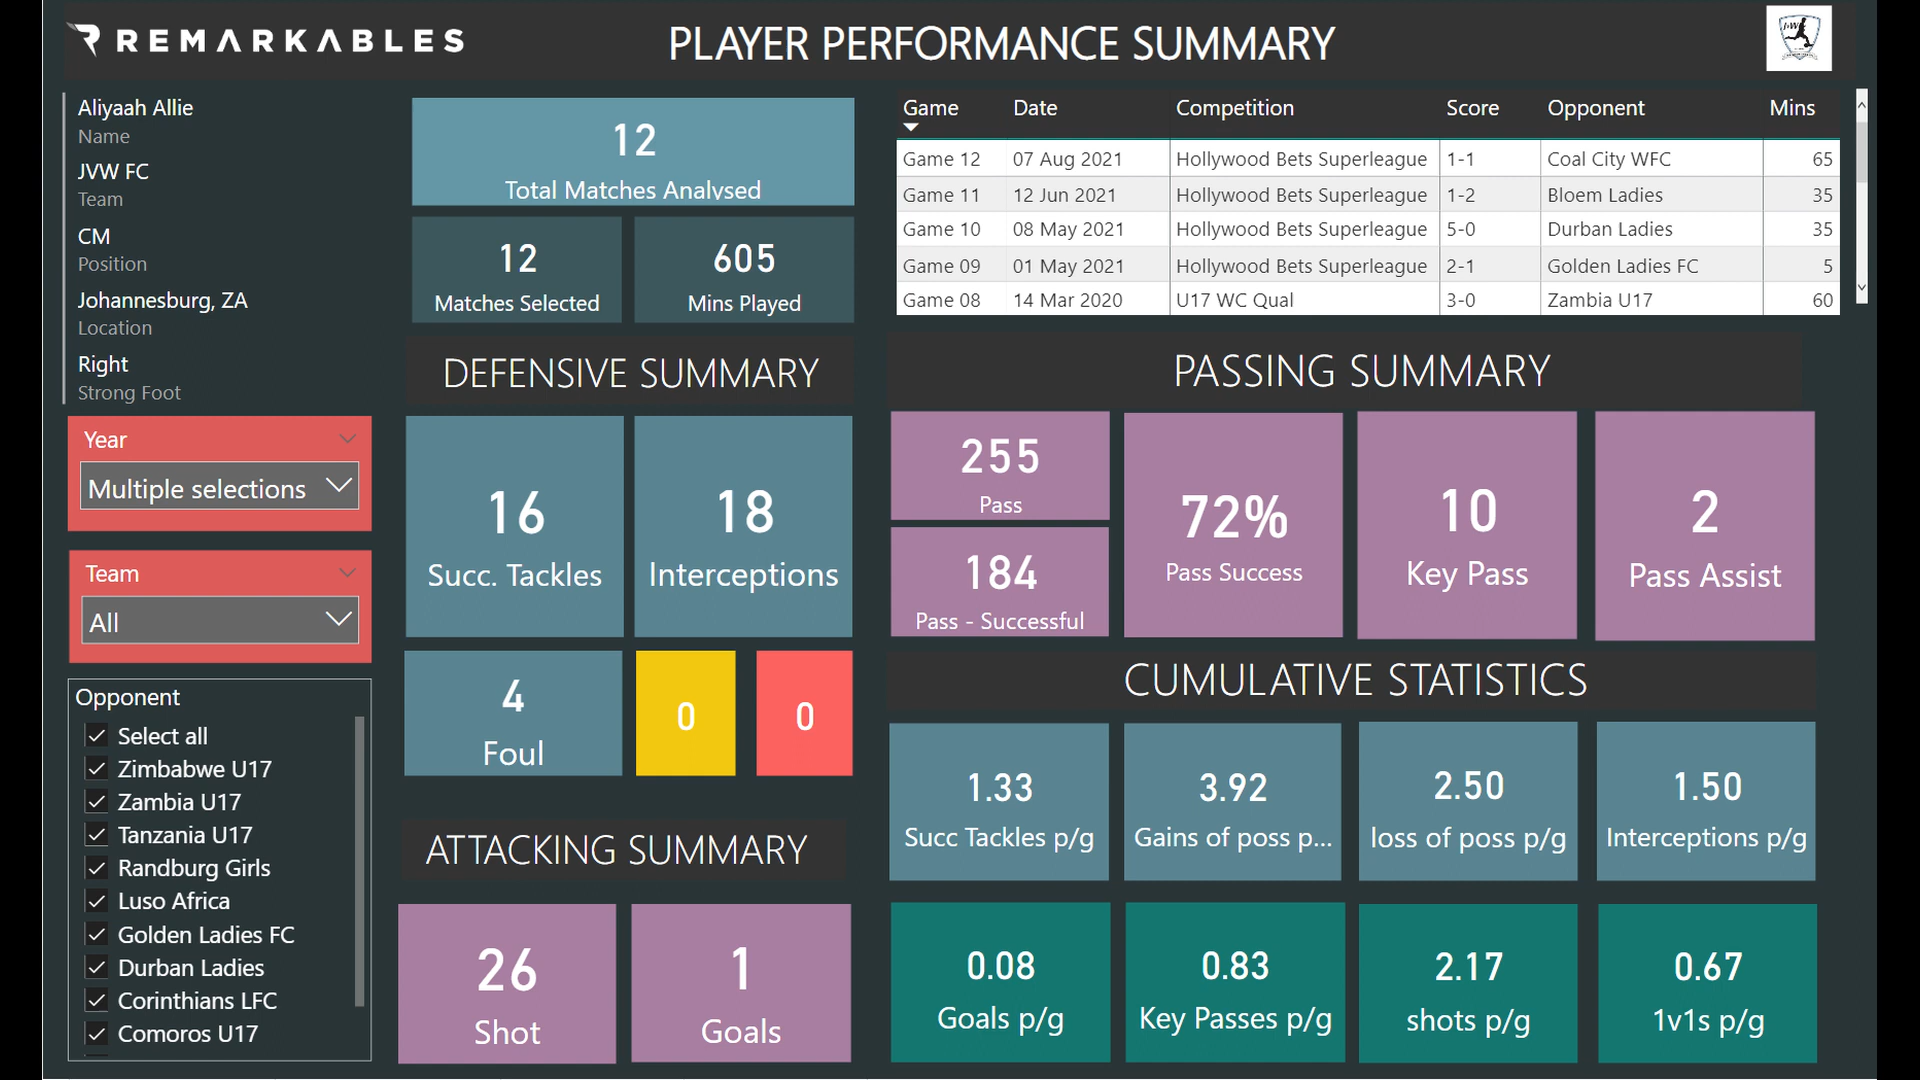 REMARKABLES
PLAYER PERFORMANCE SUMMARY
JVW
Aliyaah Allie
Name
JVW FC
Team
CM
Position
Johannesburg, ZA
Location
Right
Strong Foot
Year
Multiple selections
Team
All
Opponent
Select all
Zimbabwe U17
Zambia U17
Tanzania U17
Randburg Girls
Luso Africa
Golden Ladies FC
Durban Ladies
Corinthians LFC
Comoros U17
12
Total Matches Analysed
12
Matches Selected
605
Mins Played
Game Date Competition Score Opponent Mins
Game 12 07 Aug 2021 Hollywood Bets Superleague 1-1 Coal City WFC 65
Game 11 12 Jun 2021 Hollywood Bets Superleague 1-2 Bloem Ladies 35
Game 10 08 May 2021 Hollywood Bets Superleague 5-0 Durban Ladies 35
Game 09 01 May 2021 Hollywood Bets Superleague 2-1 Golden Ladies FC 5
Game 08 14 Mar 2020 U17 WC Qual 3-0 Zambia U17 60
DEFENSIVE SUMMARY
16
Succ. Tackles
18
Interceptions
4
Foul
0
0
ATTACKING SUMMARY
26
Shot
1
Goals
PASSING SUMMARY
255
Pass
184
Pass - Successful
72%
Pass Success
10
Key Pass
2
Pass Assist
CUMULATIVE STATISTICS
1.33
Succ Tackles p/g
3.92
Gains of poss p...
2.50
loss of poss p/g
1.50
Interceptions p/g
0.08
Goals p/g
0.83
Key Passes p/g
2.17
shots p/g
0.67
1v1s p/g